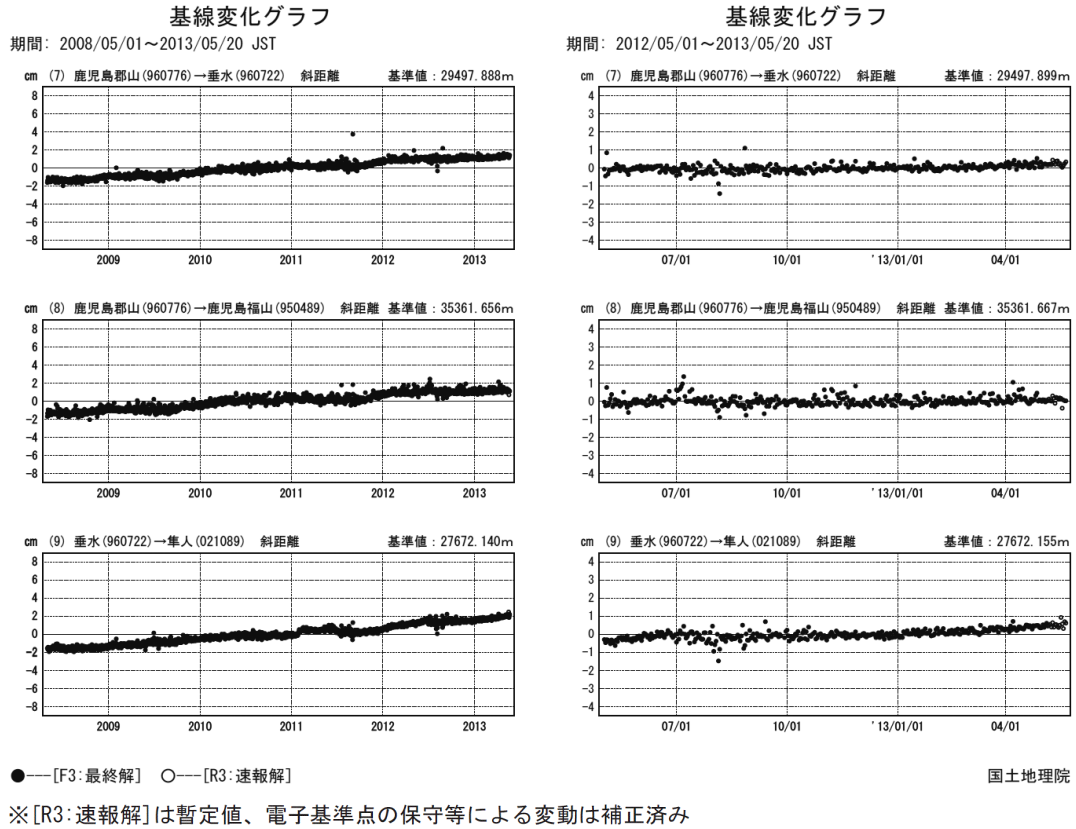 基線変化グラフ
期間: 2008/05/01～2013/05/20 JST
cm (7) 鹿児島郡山(960776)→垂水(960722) 斜距離 基準値：29497.888m
8
6
4
2
0
-2
-4
-6
-8
2009 2010 2011 2012 2013
cm (8) 鹿児島郡山(960776)→鹿児島福山(950489) 斜距離 基準値：35361.656m
8
6
4
2
0
-2
-4
-6
-8
2009 2010 2011 2012 2013
cm (9) 垂水(960722)→隼人(021089) 斜距離 基準値：27672.140m
8
6
4
2
0
-2
-4
-6
-8
2009 2010 2011 2012 2013
基線変化グラフ
期間: 2012/05/01～2013/05/20 JST
cm (7) 鹿児島郡山(960776)→垂水(960722) 斜距離 基準値：29497.899m
4
3
2
1
0
-1
-2
-3
-4
07/01 10/01 '13/01/01 04/01
cm (8) 鹿児島郡山(960776)→鹿児島福山(950489) 斜距離 基準値：35361.667m
4
3
2
1
0
-1
-2
-3
-4
07/01 10/01 '13/01/01 04/01
cm (9) 垂水(960722)→隼人(021089) 斜距離 基準値：27672.155m
4
3
2
1
0
-1
-2
-3
-4
07/01 10/01 '13/01/01 04/01
●---[F3:最終解] ○---[R3:速報解]
国土地理院
※[R3:速報解]は暫定値、電子基準点の保守等による変動は補正済み